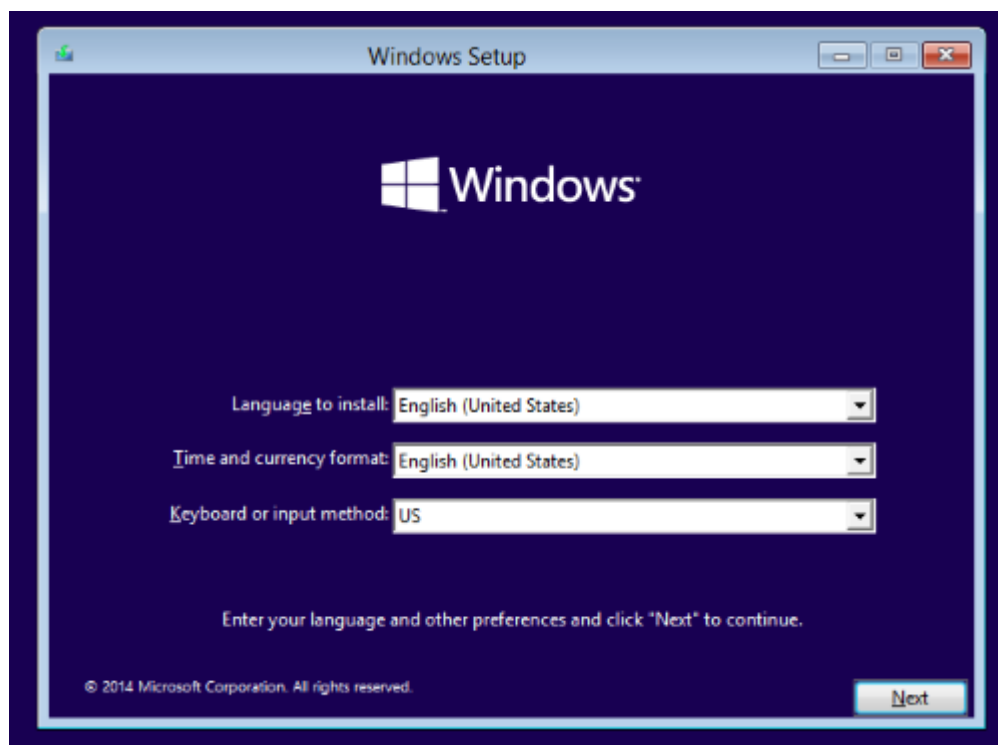 Windows Setup
Windows
Language to install: English (United States)
Time and currency format: English (United States)
Keyboard or input method: US
Enter your language and other preferences and click "Next" to continue.
© 2014 Microsoft Corporation. All rights reserved.
Next